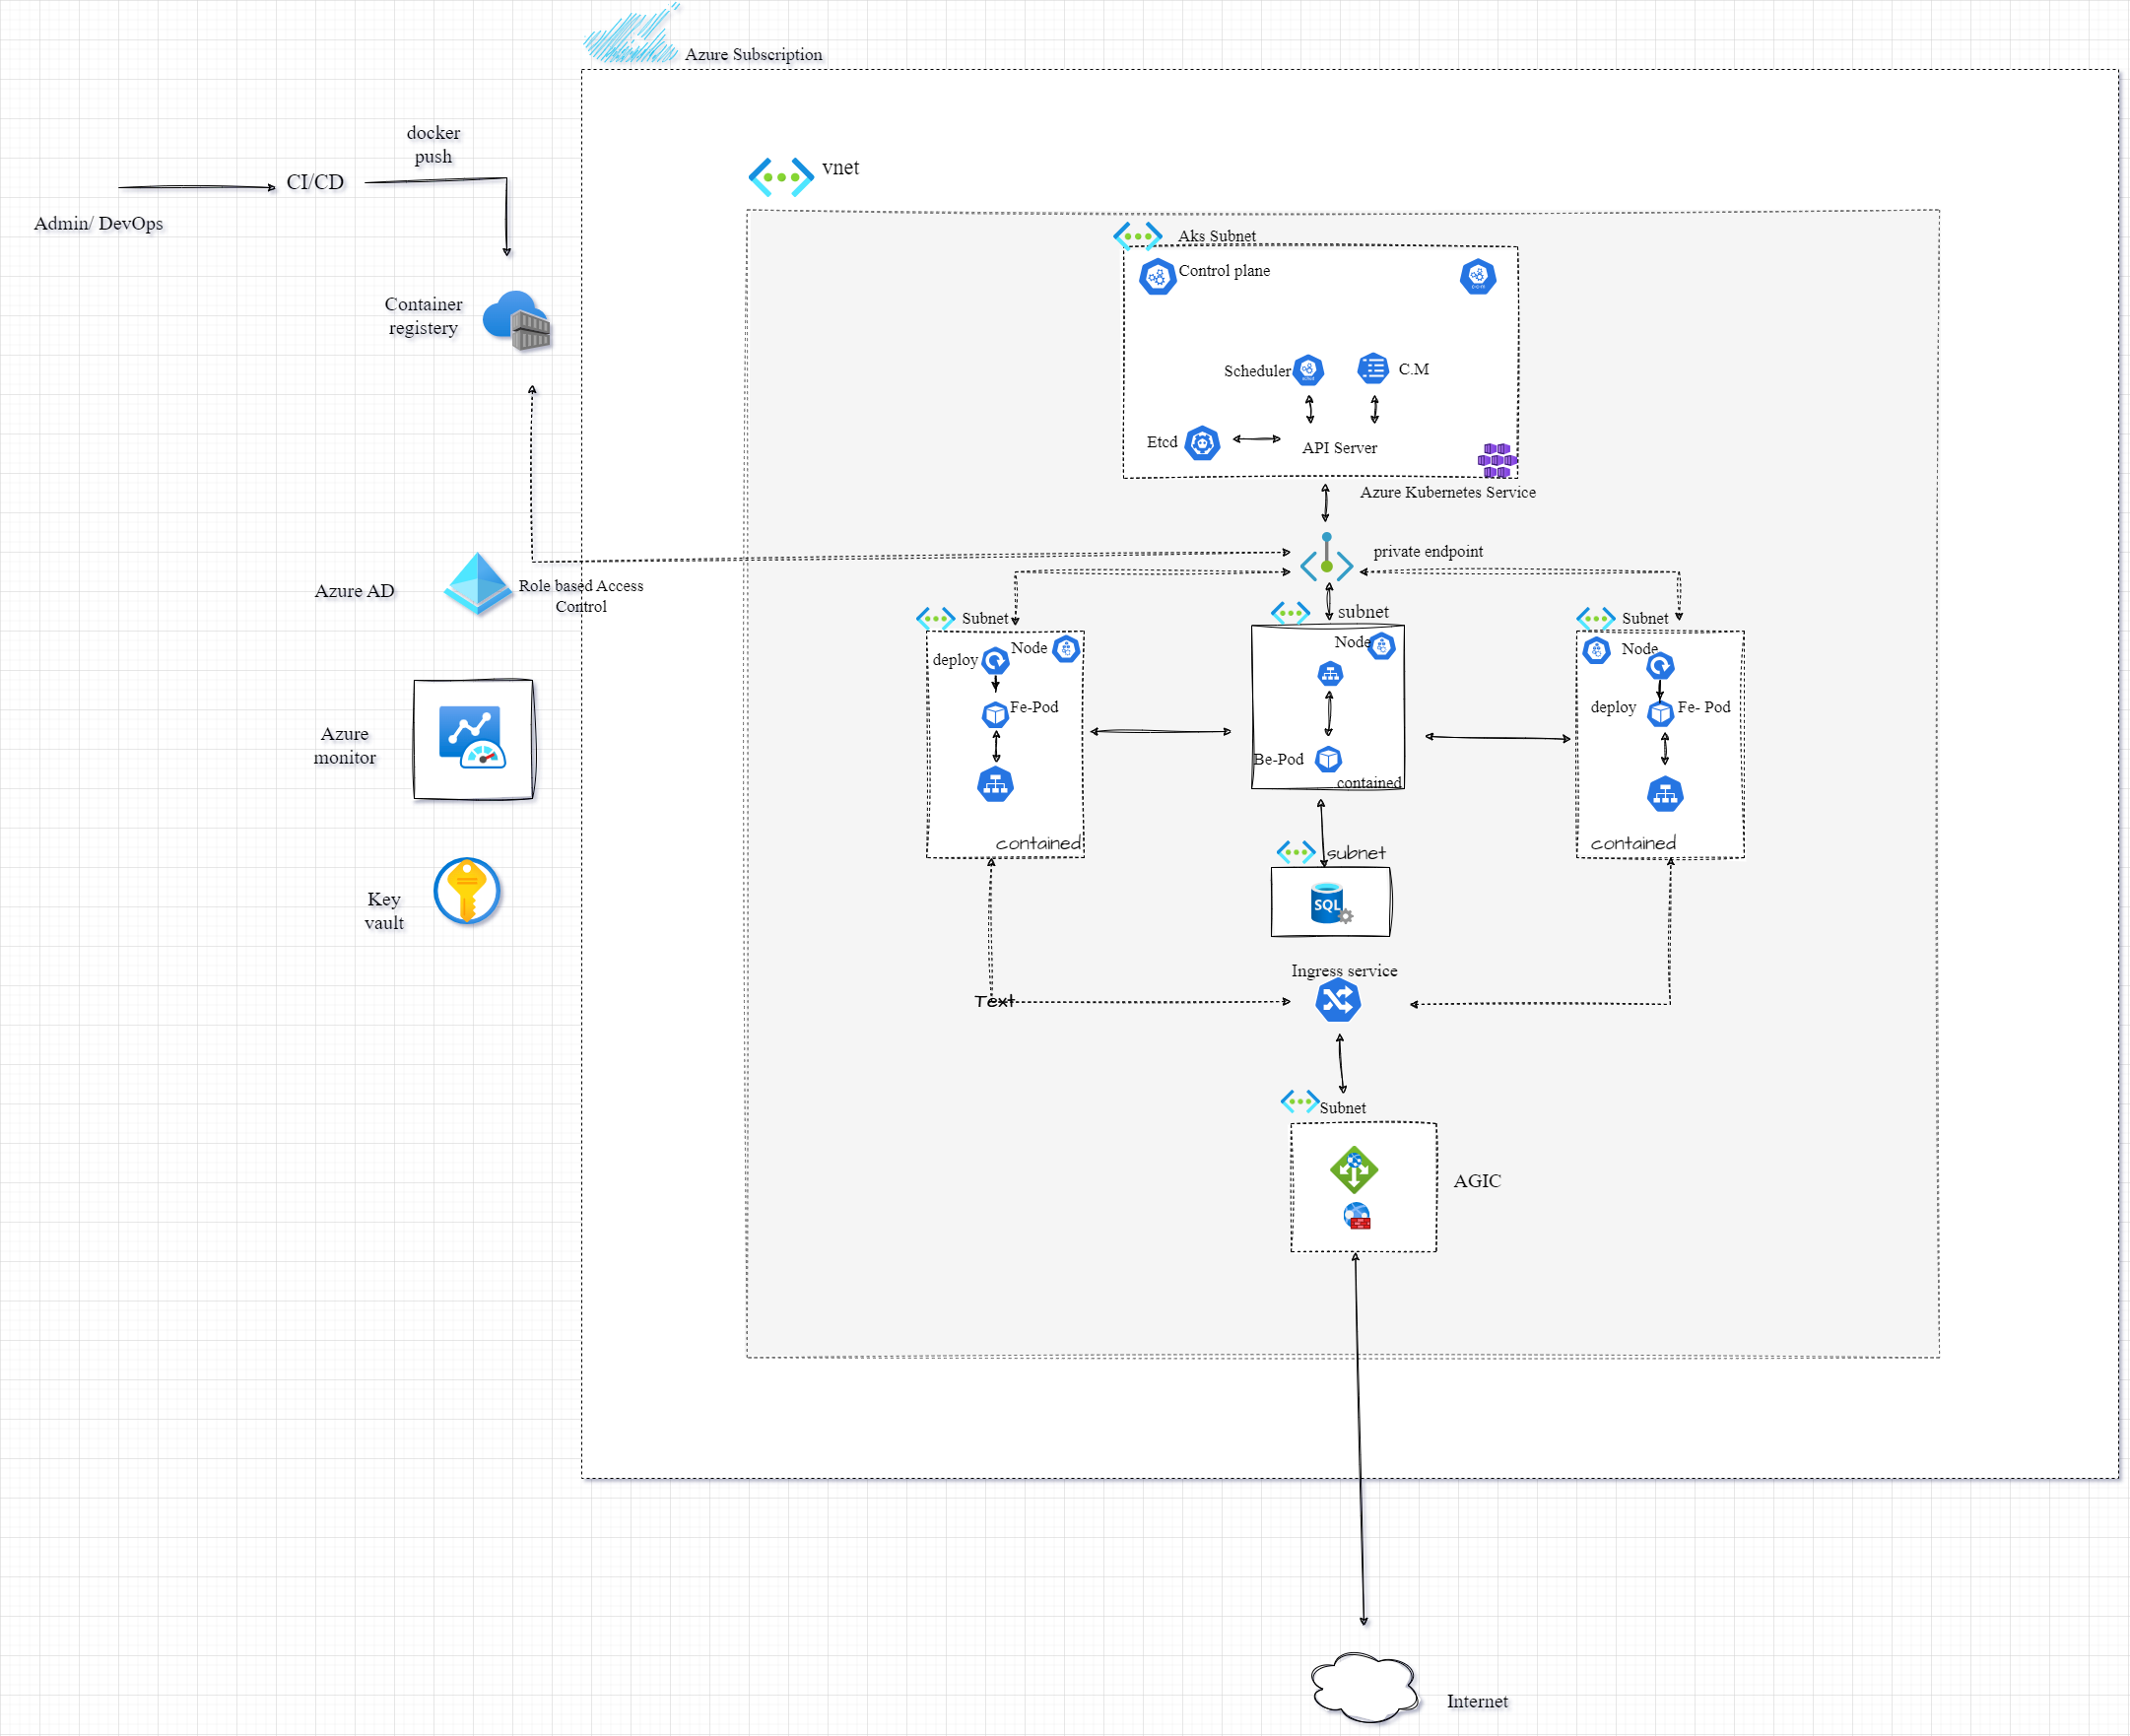 Azure Subscription
docker
push
vnet
CI/CD
Admin/ DevOps
Aks Subnet
Control plane
Container
registery
Scheduler
C.M
Etcd
API Server
Azure Kubernetes Service
private endpoint
Azure AD
Role based Access
Control
Subnet
subnet
Subnet
Node
deploy
Node
Node
Fe-Pod
deploy
Fe- Pod
Azure
monitor
Be-Pod
contained
contained
contained
subnet
SQL
Key
vault
Ingress service
Text
Subnet
AGIC
Internet